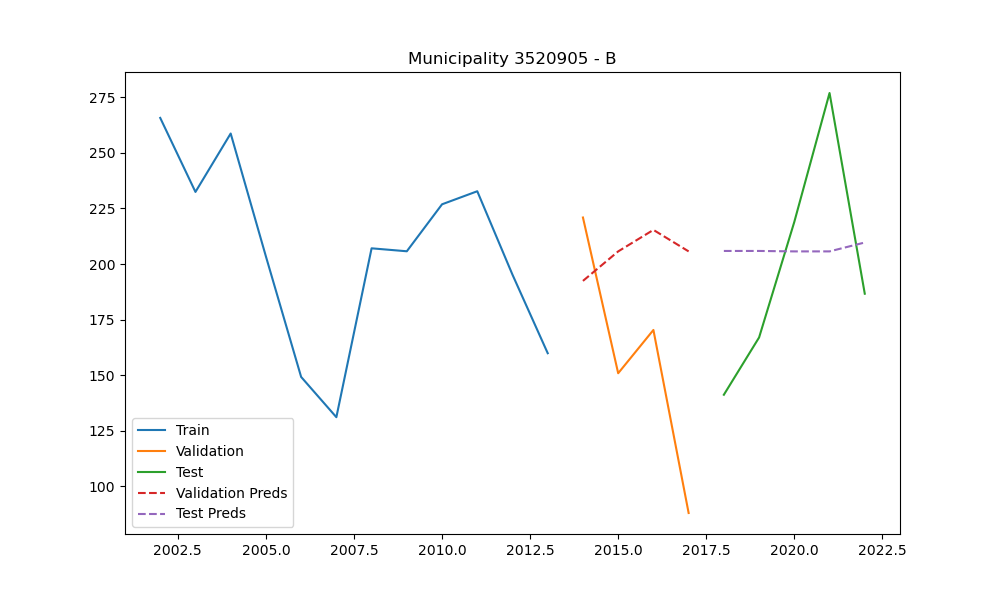 Municipality 3520905 - B
275
250
225
200
175
150
125
100
Train
Validation
Test
Validation Preds
Test Preds
2002.5 2005.0 2007.5 2010.0 2012.5 2015.0 2017.5 2020.0 2022.5